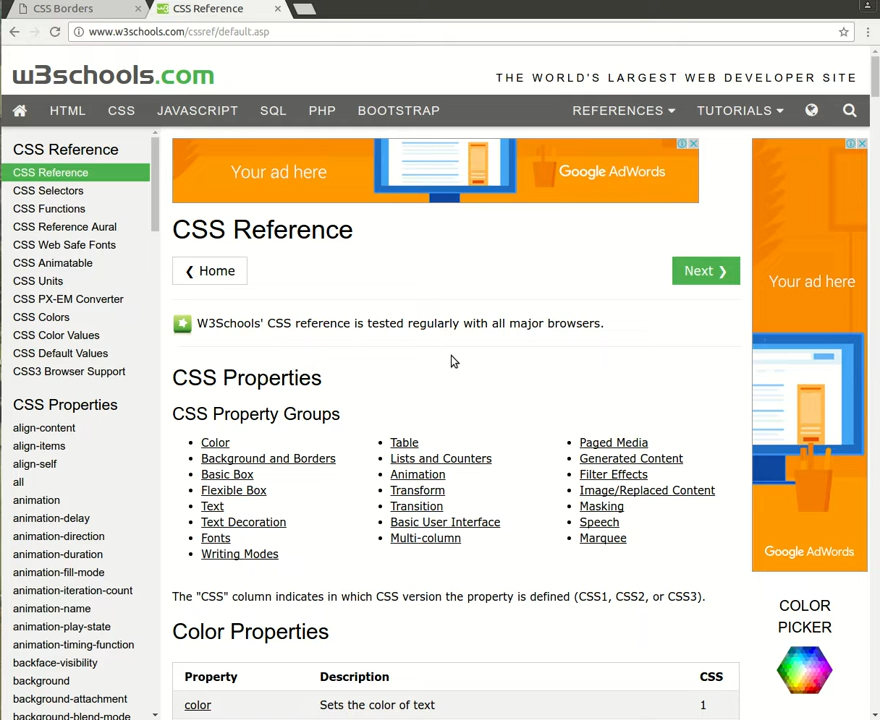 CSS Borders
CSS Reference
www.w3schools.com/cssref/default.asp
w3schools.com
THE WORLD'S LARGEST WEB DEVELOPER SITE
HTML CSS JAVASCRIPT SQL PHP BOOTSTRAP REFERENCES TUTORIALS
CSS Reference
CSS Reference
CSS Selectors
CSS Functions
CSS Reference Aural
CSS Web Safe Fonts
CSS Animatable
CSS Units
CSS PX-EM Converter
CSS Colors
CSS Color Values
CSS Default Values
CSS3 Browser Support
CSS Properties
align-content
align-items
align-self
all
animation
animation-delay
animation-direction
animation-duration
animation-fill-mode
animation-iteration-count
animation-name
animation-play-state
animation-timing-function
backface-visibility
background
background-attachment
background-blend-mode
Your ad here
Google AdWords
CSS Reference
❮ Home
Next ❯
W3Schools' CSS reference is tested regularly with all major browsers.
CSS Properties
CSS Property Groups
Color
Background and Borders
Basic Box
Flexible Box
Text
Text Decoration
Fonts
Writing Modes
Table
Lists and Counters
Animation
Transform
Transition
Basic User Interface
Multi-column
Paged Media
Generated Content
Filter Effects
Image/Replaced Content
Masking
Speech
Marquee
The "CSS" column indicates in which CSS version the property is defined (CSS1, CSS2, or CSS3).
Color Properties
Property Description CSS
color Sets the color of text 1
Your ad here
Google AdWords
COLOR
PICKER